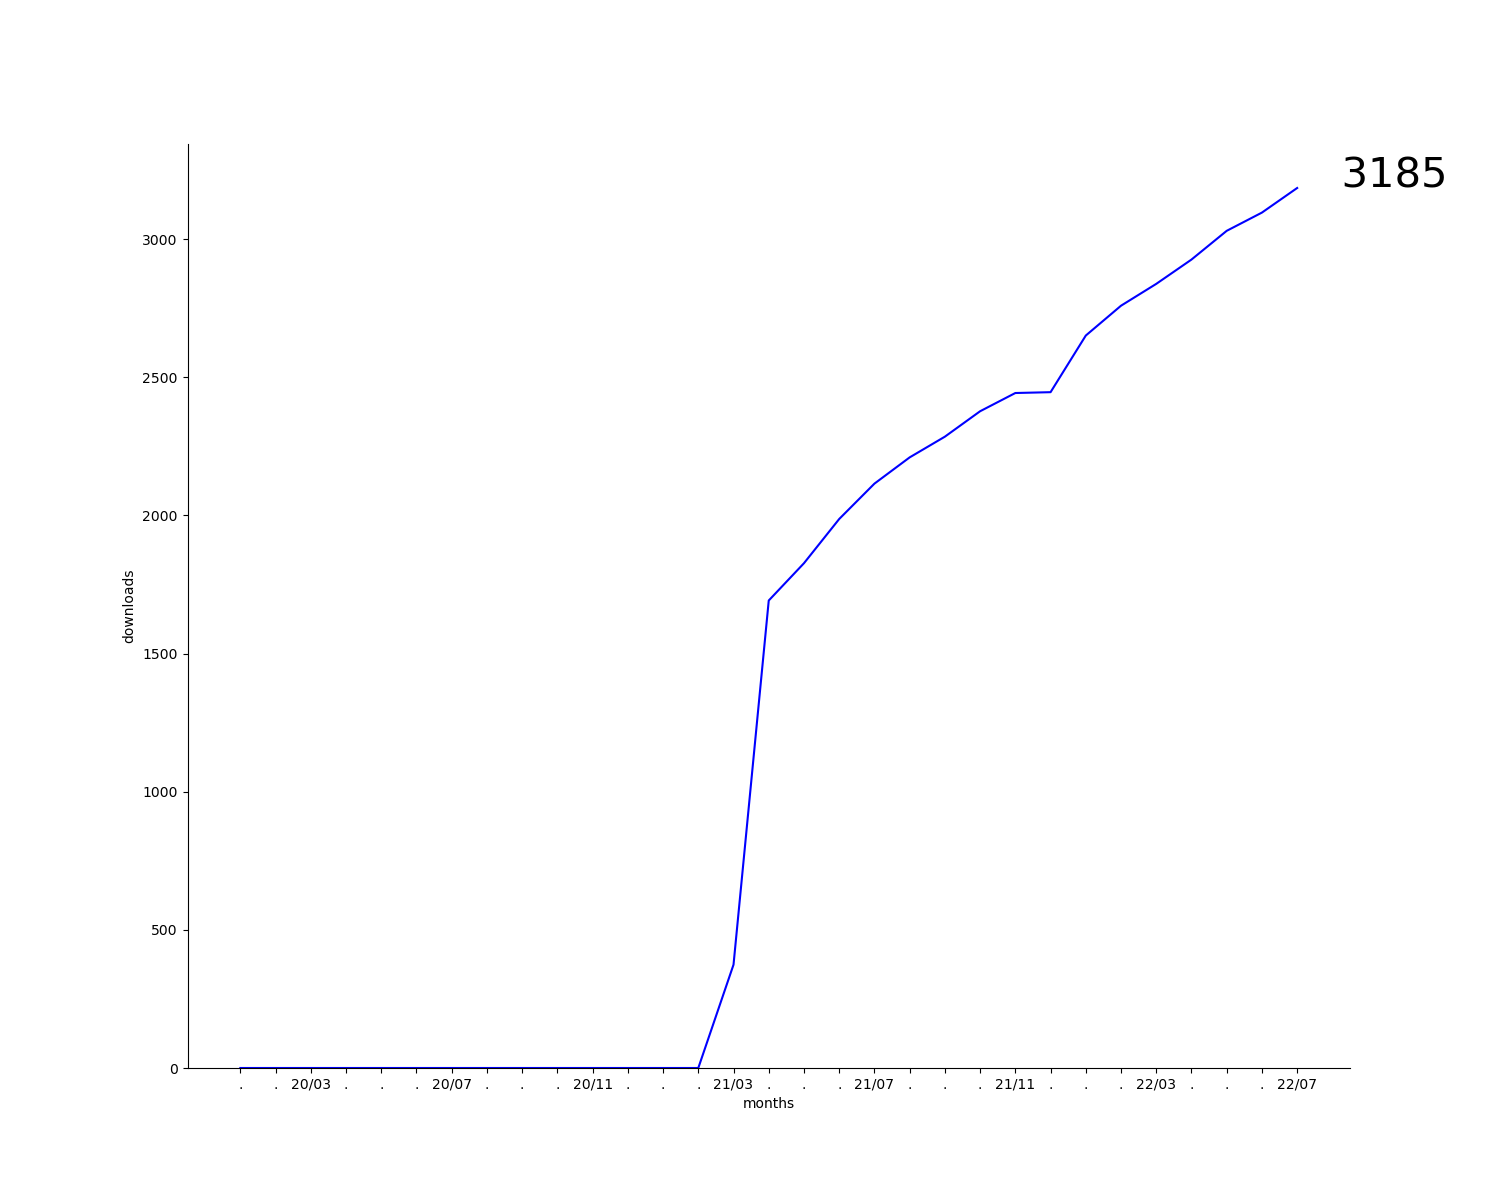 3185
3000
2500
2000
1500
1000
500
0
downloads
. . 20/03 . . . 20/07 . . . 20/11 . . . 21/03 . . . 21/07 . . . 21/11 . . . 22/03 . . . 22/07
months